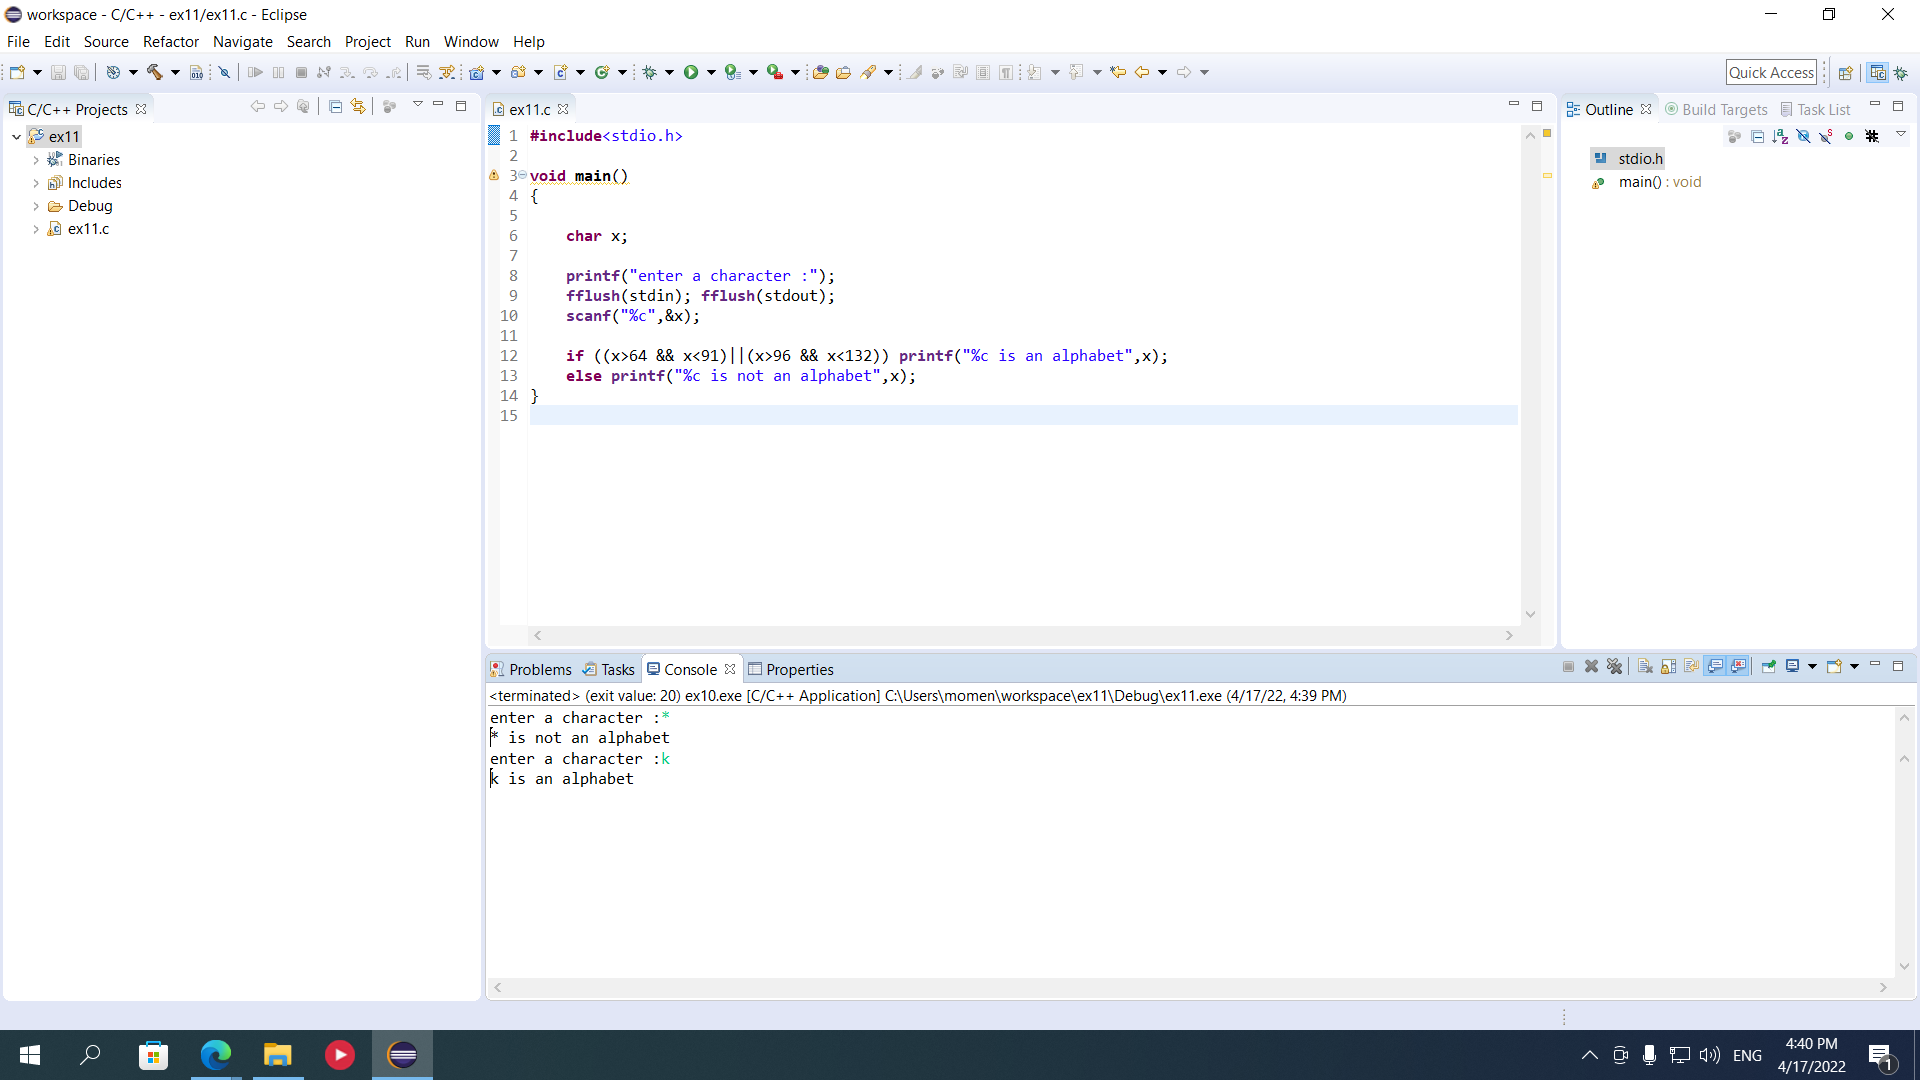 workspace - C/C++ - ex11/ex11.c - Eclipse
File Edit Source Refactor Navigate Search Project Run Window Help
Quick Access
C/C++ Projects
ex11
Binaries
Includes
Debug
ex11.c
ex11.c
1 #include<stdio.h>
2
3 void main()
4 {
5
6 char x;
7
8 printf("enter a character :");
9 fflush(stdin); fflush(stdout);
10 scanf("%c",&x);
11
12 if ((x>64 && x<91)||(x>96 && x<132)) printf("%c is an alphabet",x);
13 else printf("%c is not an alphabet",x);
14 }
15
Outline Build Targets Task List
stdio.h
main() : void
Problems Tasks Console Properties
<terminated> (exit value: 20) ex10.exe [C/C++ Application] C:\Users\momen\workspace\ex11\Debug\ex11.exe (4/17/22, 4:39 PM)
enter a character :*
* is not an alphabet
enter a character :k
k is an alphabet
ENG
4:40 PM
4/17/2022
1